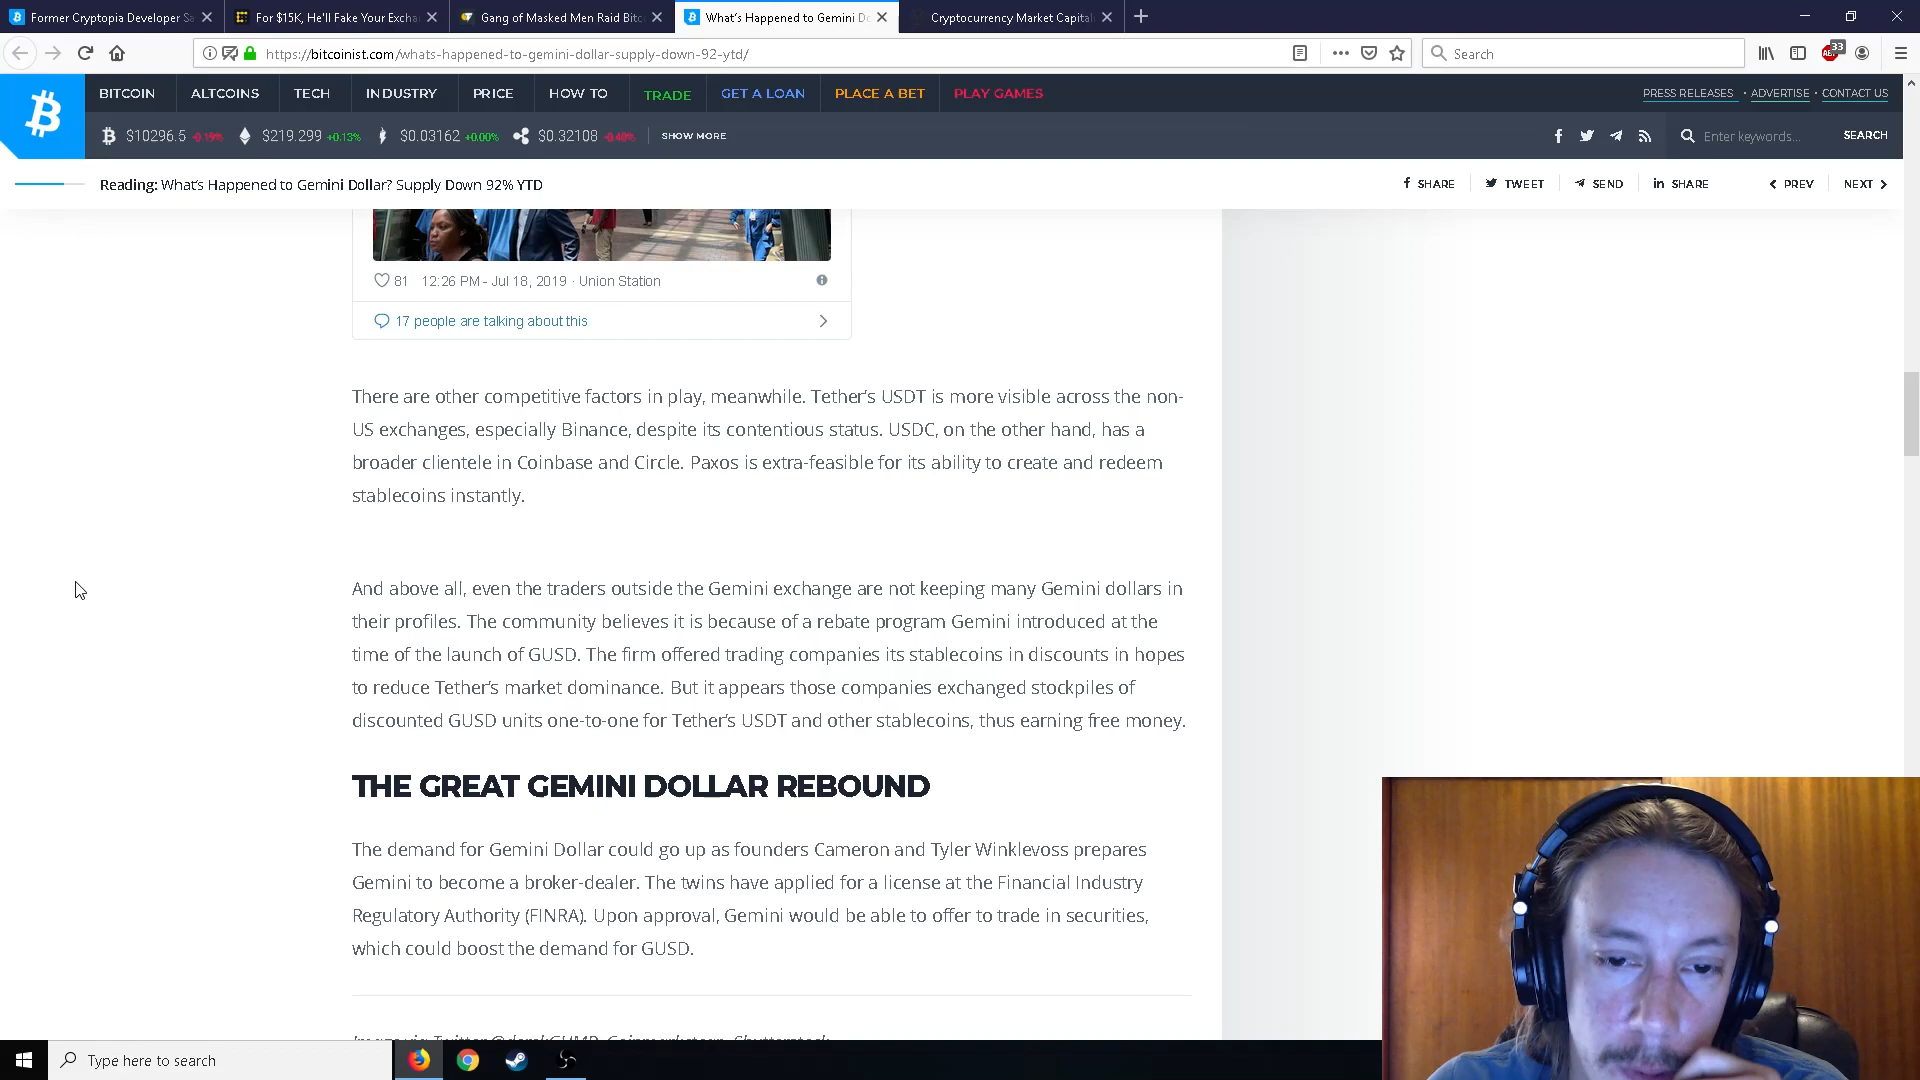 Former Cryptopia Developer Sa
For $15K, He'll Fake Your Excha
Gang of Masked Men Raid Bitc
What's Happened to Gemini D
Cryptocurrency Market Capital
https://bitcoinist.com/whats-happened-to-gemini-dollar-supply-down-92-ytd/
Search
33
BITCOIN ALTCOINS TECH INDUSTRY PRICE HOW TO TRADE GET A LOAN PLACE A BET PLAY GAMES
PRESS RELEASES · ADVERTISE · CONTACT US
$10296.5 -0.19% $219.299 +0.13% $0.03162 +0.00% $0.32108 -0.40% SHOW MORE
Enter keywords... SEARCH
Reading: What's Happened to Gemini Dollar? Supply Down 92% YTD
SHARE TWEET SEND SHARE PREV NEXT
81 12:26 PM - Jul 18, 2019 · Union Station
17 people are talking about this
There are other competitive factors in play, meanwhile. Tether's USDT is more visible across the non-
US exchanges, especially Binance, despite its contentious status. USDC, on the other hand, has a
broader clientele in Coinbase and Circle. Paxos is extra-feasible for its ability to create and redeem
stablecoins instantly.
And above all, even the traders outside the Gemini exchange are not keeping many Gemini dollars in
their profiles. The community believes it is because of a rebate program Gemini introduced at the
time of the launch of GUSD. The firm offered trading companies its stablecoins in discounts in hopes
to reduce Tether's market dominance. But it appears those companies exchanged stockpiles of
discounted GUSD units one-to-one for Tether's USDT and other stablecoins, thus earning free money.
THE GREAT GEMINI DOLLAR REBOUND
The demand for Gemini Dollar could go up as founders Cameron and Tyler Winklevoss prepares
Gemini to become a broker-dealer. The twins have applied for a license at the Financial Industry
Regulatory Authority (FINRA). Upon approval, Gemini would be able to offer to trade in securities,
which could boost the demand for GUSD.
Type here to search